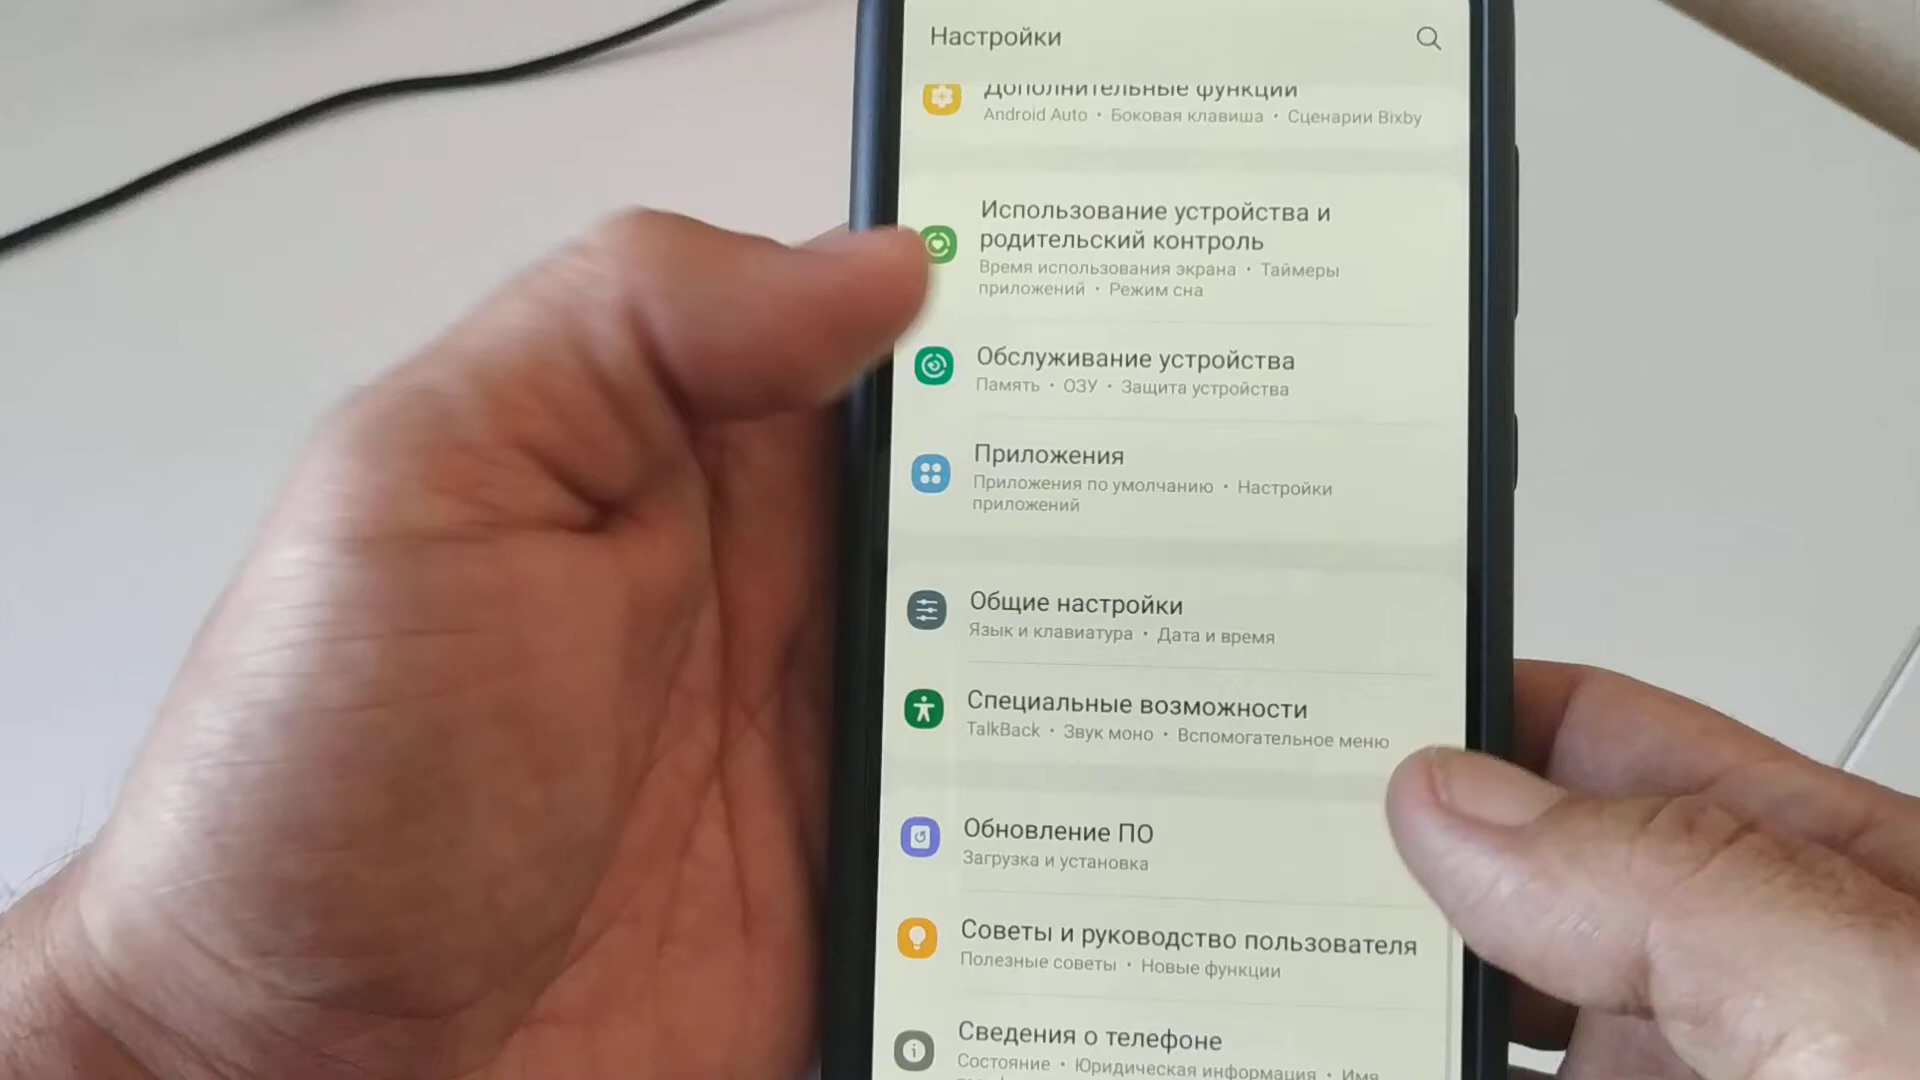 Настройки
Дополнительные функции
Android Auto • Боковая клавиша • Сценарии Bixby
Использование устройства и
родительский контроль
Время использования экрана • Таймеры
приложений • Режим сна
Обслуживание устройства
Память • ОЗУ • Защита устройства
Приложения
Приложения по умолчанию • Настройки
приложений
Общие настройки
Язык и клавиатура • Дата и время
Специальные возможности
TalkBack • Звук моно • Вспомогательное меню
Обновление ПО
Загрузка и установка
Советы и руководство пользователя
Полезные советы • Новые функции
Сведения о телефоне
Состояние • Юридическая информация • Имя